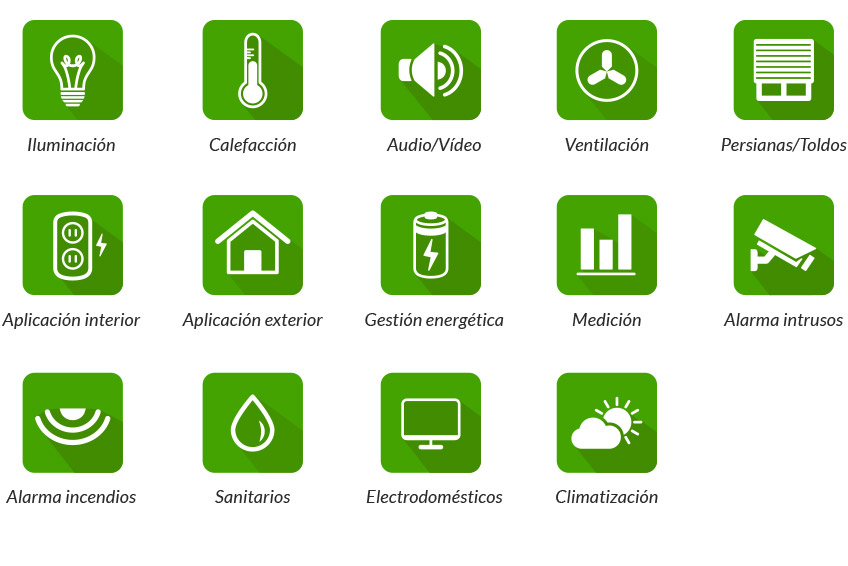 Iluminación
Calefacción
Audio/Vídeo
Ventilación
Persianas/Toldos
Aplicación interior
Aplicación exterior
Gestión energética
Medición
Alarma intrusos
Alarma incendios
Sanitarios
Electrodomésticos
Climatización